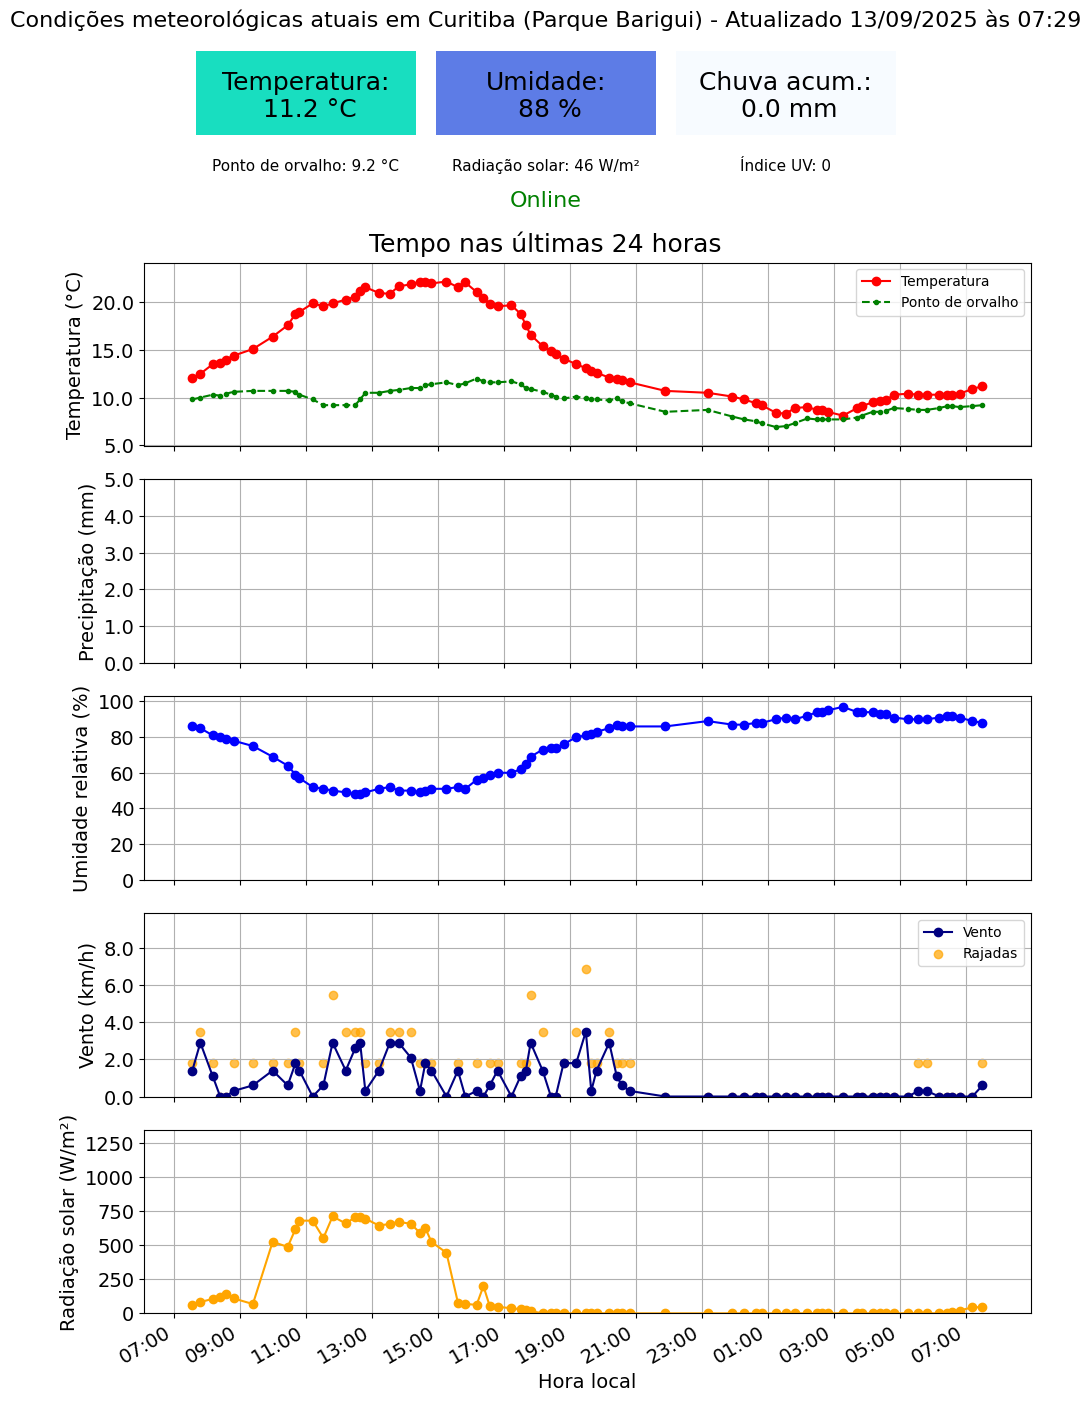 Condições meteorológicas atuais em Curitiba (Parque Barigui) - Atualizado 13/09/2025 às 07:29
Temperatura:
11.2 °C
Umidade:
88 %
Chuva acum.:
0.0 mm
Ponto de orvalho: 9.2 °C
Radiação solar: 46 W/m²
Índice UV: 0
Online
Tempo nas últimas 24 horas
Temperatura (°C)
20.0
15.0
10.0
5.0
Temperatura
Ponto de orvalho
Precipitação (mm)
5.0
4.0
3.0
2.0
1.0
0.0
Umidade relativa (%)
100
80
60
40
20
0
Vento (km/h)
8.0
6.0
4.0
2.0
0.0
Vento
Rajadas
Radiação solar (W/m²)
1250
1000
750
500
250
0
07:00
09:00
11:00
13:00
15:00
17:00
19:00
21:00
23:00
01:00
03:00
05:00
07:00
Hora local